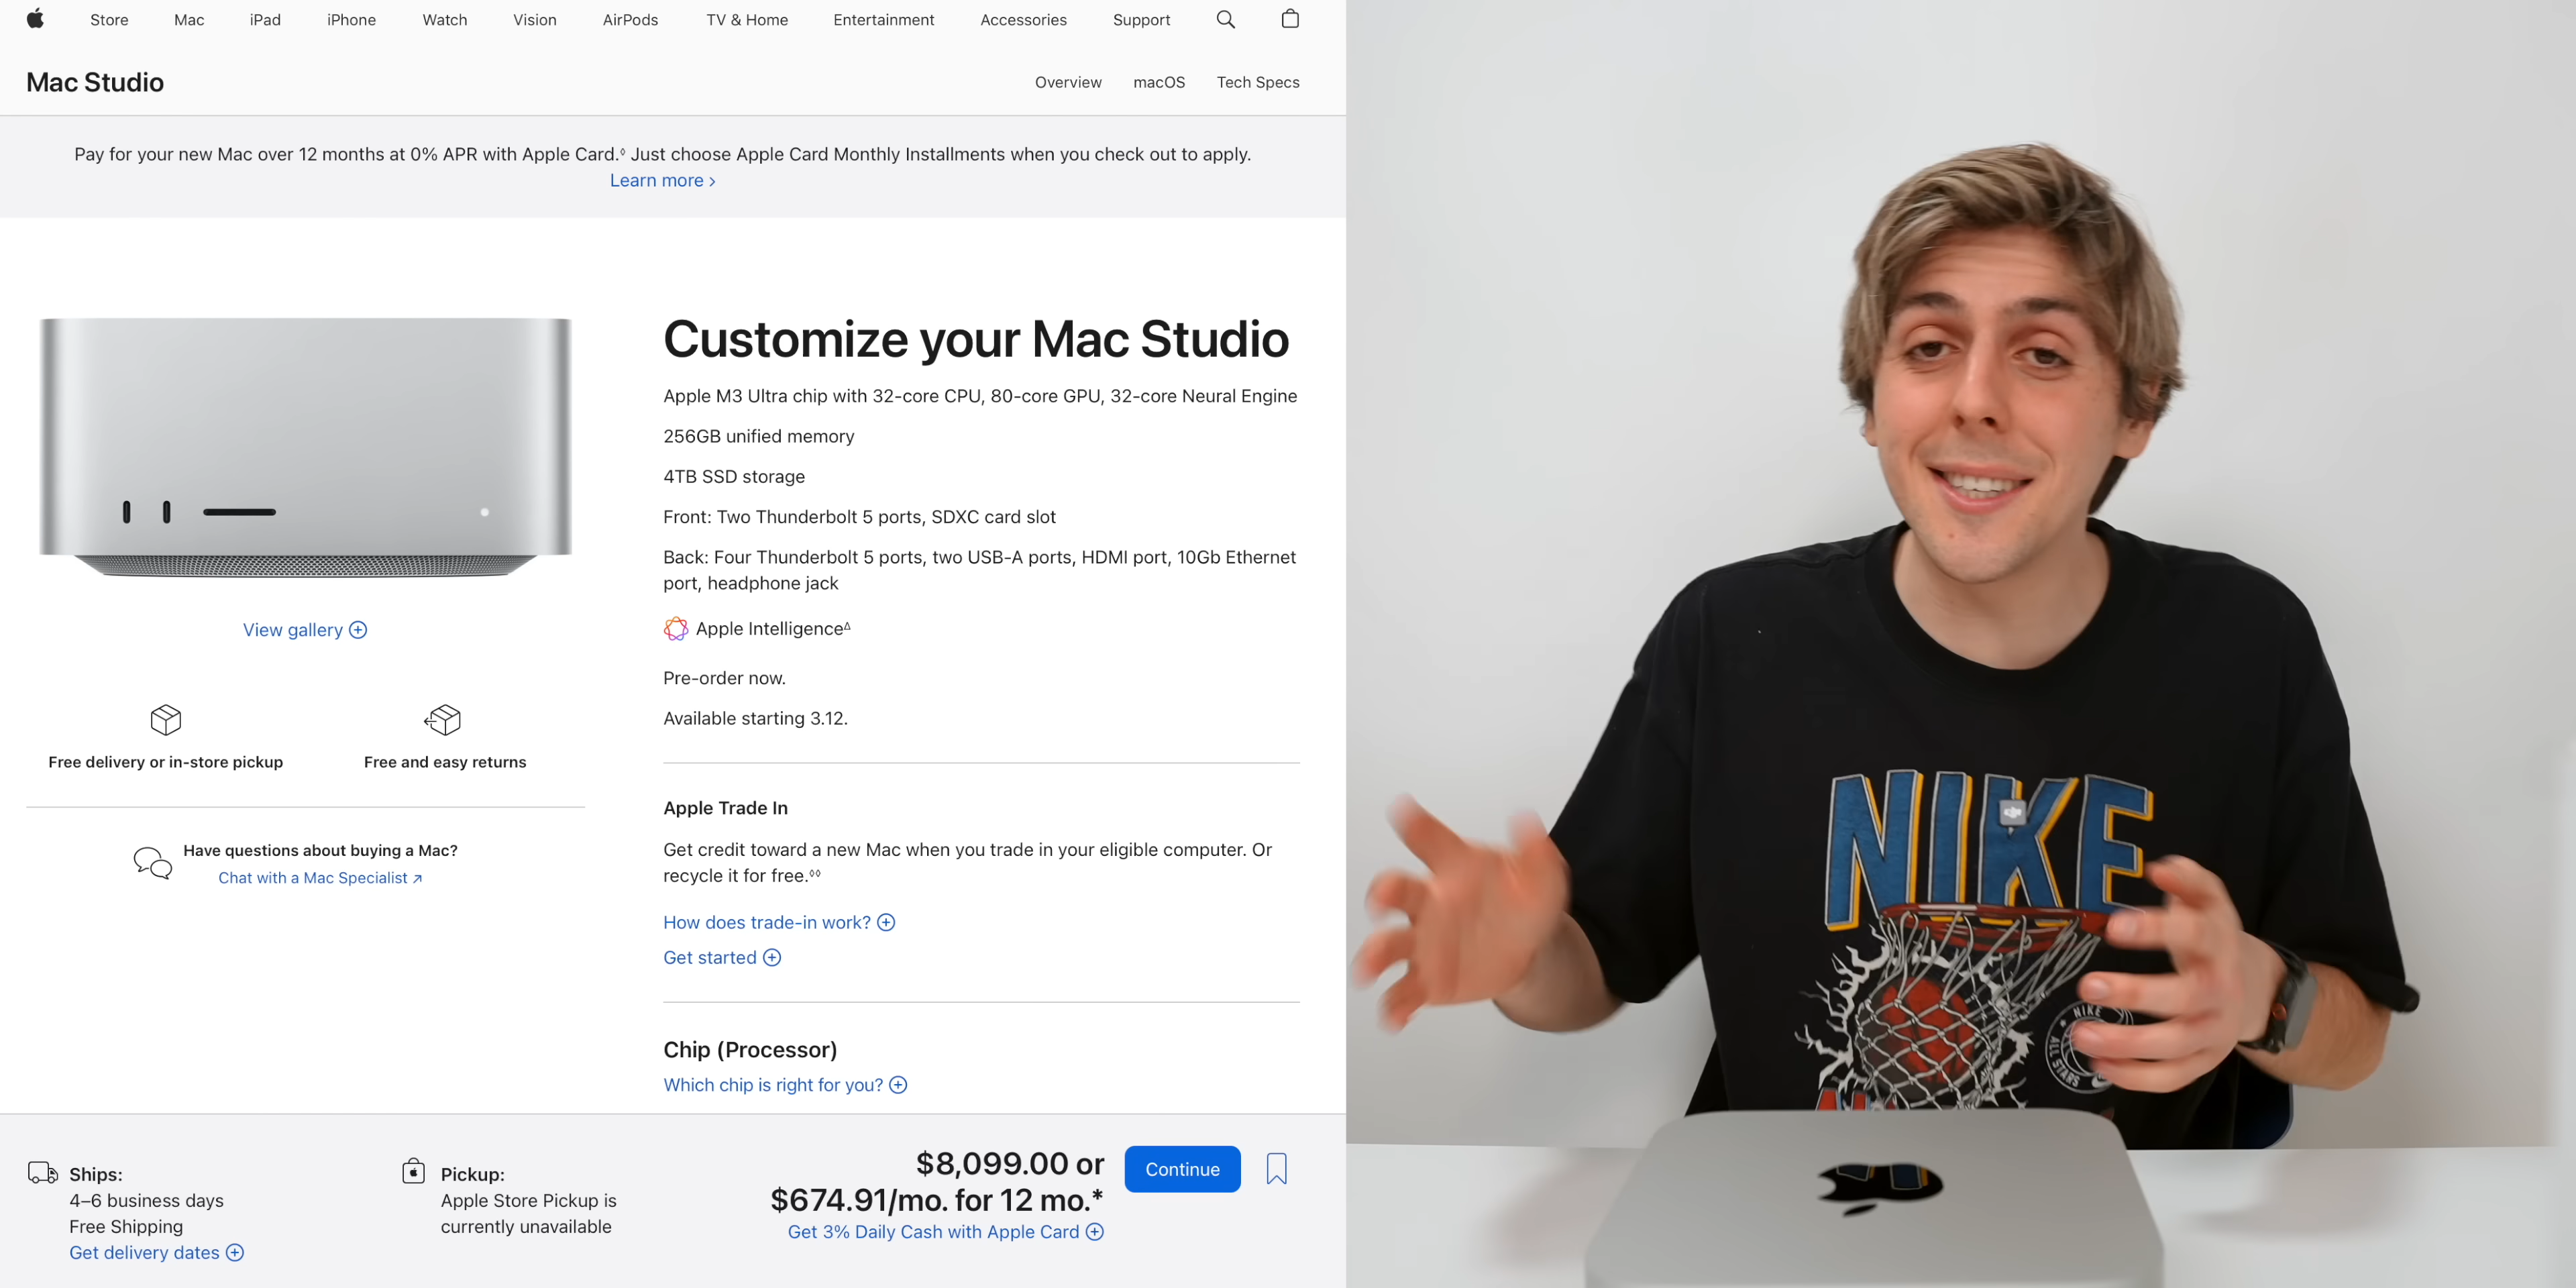 Store Mac iPad iPhone Watch Vision AirPods TV & Home Entertainment Accessories Support
Mac Studio
Overview macOS Tech Specs
Pay for your new Mac over 12 months at 0% APR with Apple Card.◊ Just choose Apple Card Monthly Installments when you check out to apply.
Learn more ›
Customize your Mac Studio
Apple M3 Ultra chip with 32-core CPU, 80-core GPU, 32-core Neural Engine
256GB unified memory
4TB SSD storage
Front: Two Thunderbolt 5 ports, SDXC card slot
Back: Four Thunderbolt 5 ports, two USB-A ports, HDMI port, 10Gb Ethernet
port, headphone jack
Apple IntelligenceΔ
Pre-order now.
Available starting 3.12.
View gallery
Free delivery or in-store pickup
Free and easy returns
Have questions about buying a Mac?
Chat with a Mac Specialist ↗
Apple Trade In
Get credit toward a new Mac when you trade in your eligible computer. Or
recycle it for free.◊◊
How does trade-in work?
Get started
Chip (Processor)
Which chip is right for you?
Ships:
4–6 business days
Free Shipping
Get delivery dates
Pickup:
Apple Store Pickup is
currently unavailable
$8,099.00 or
$674.91/mo. for 12 mo.*
Get 3% Daily Cash with Apple Card
Continue
NIKE
NIKE
ALL STARS